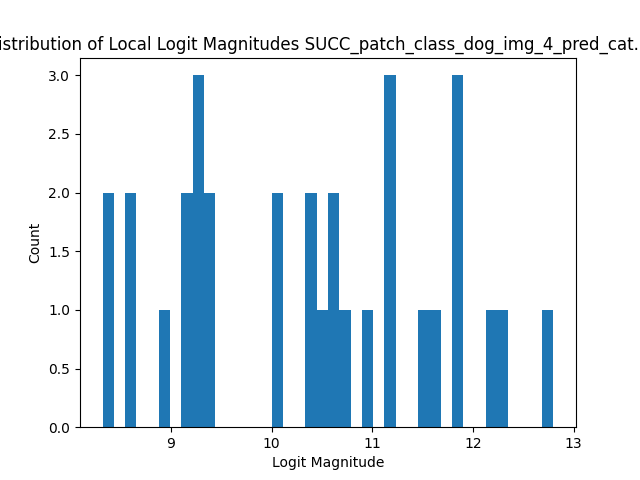 istribution of Local Logit Magnitudes SUCC_patch_class_dog_img_4_pred_cat.
3.0
2.5
2.0
1.5
1.0
0.5
0.0
Count
9 10 11 12 13
Logit Magnitude